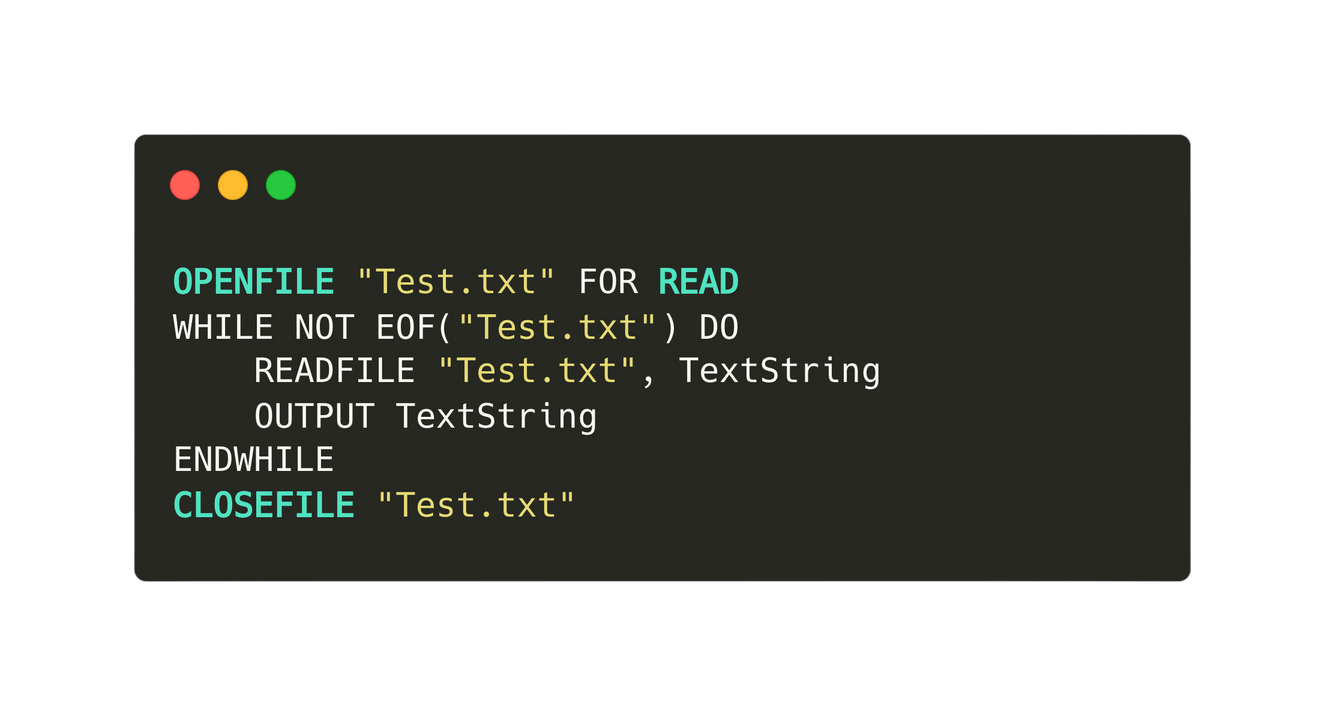 OPENFILE "Test.txt" FOR READ
WHILE NOT EOF("Test.txt") DO
    READFILE "Test.txt", TextString
    OUTPUT TextString
ENDWHILE
CLOSEFILE "Test.txt"